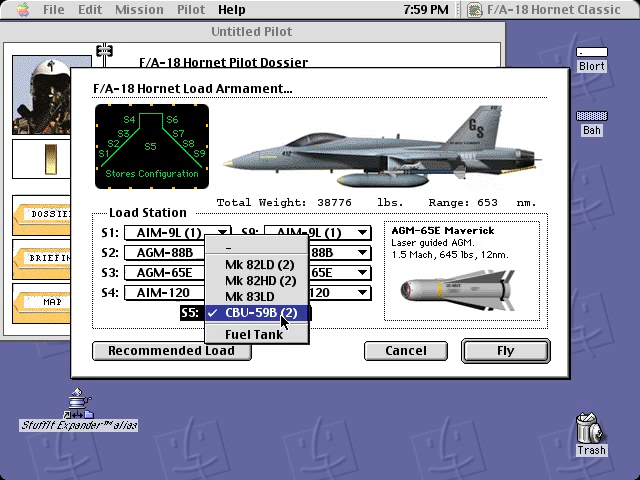 File Edit Mission Pilot Help 7:59 PM F/A-18 Hornet Classic
Untitled Pilot
F/A-18 Hornet Pilot Dossier
Blort
Bah
F/A-18 Hornet Load Armament...
S4 S6
S3 S7
S2 S5 S8
S1 S9
Stores Configuration
GS
412
NAVY
Total Weight: 38776 lbs. Range: 653 nm.
Load Station
S1: AIM-9L (1) S9: AIM-9L (1)
S2: AGM-88B
S3: AGM-65E
S4: AIM-120
S5:
-
Mk 82LD (2)
Mk 82HD (2)
Mk 83LD
✓ CBU-59B (2)
Fuel Tank
AGM-65E Maverick
Laser guided AGM.
1.5 Mach, 645 lbs, 12nm.
Recommended Load Cancel Fly
DOSSIE
BRIEFIN
MAP
StuffIt Expander™ alias
Trash